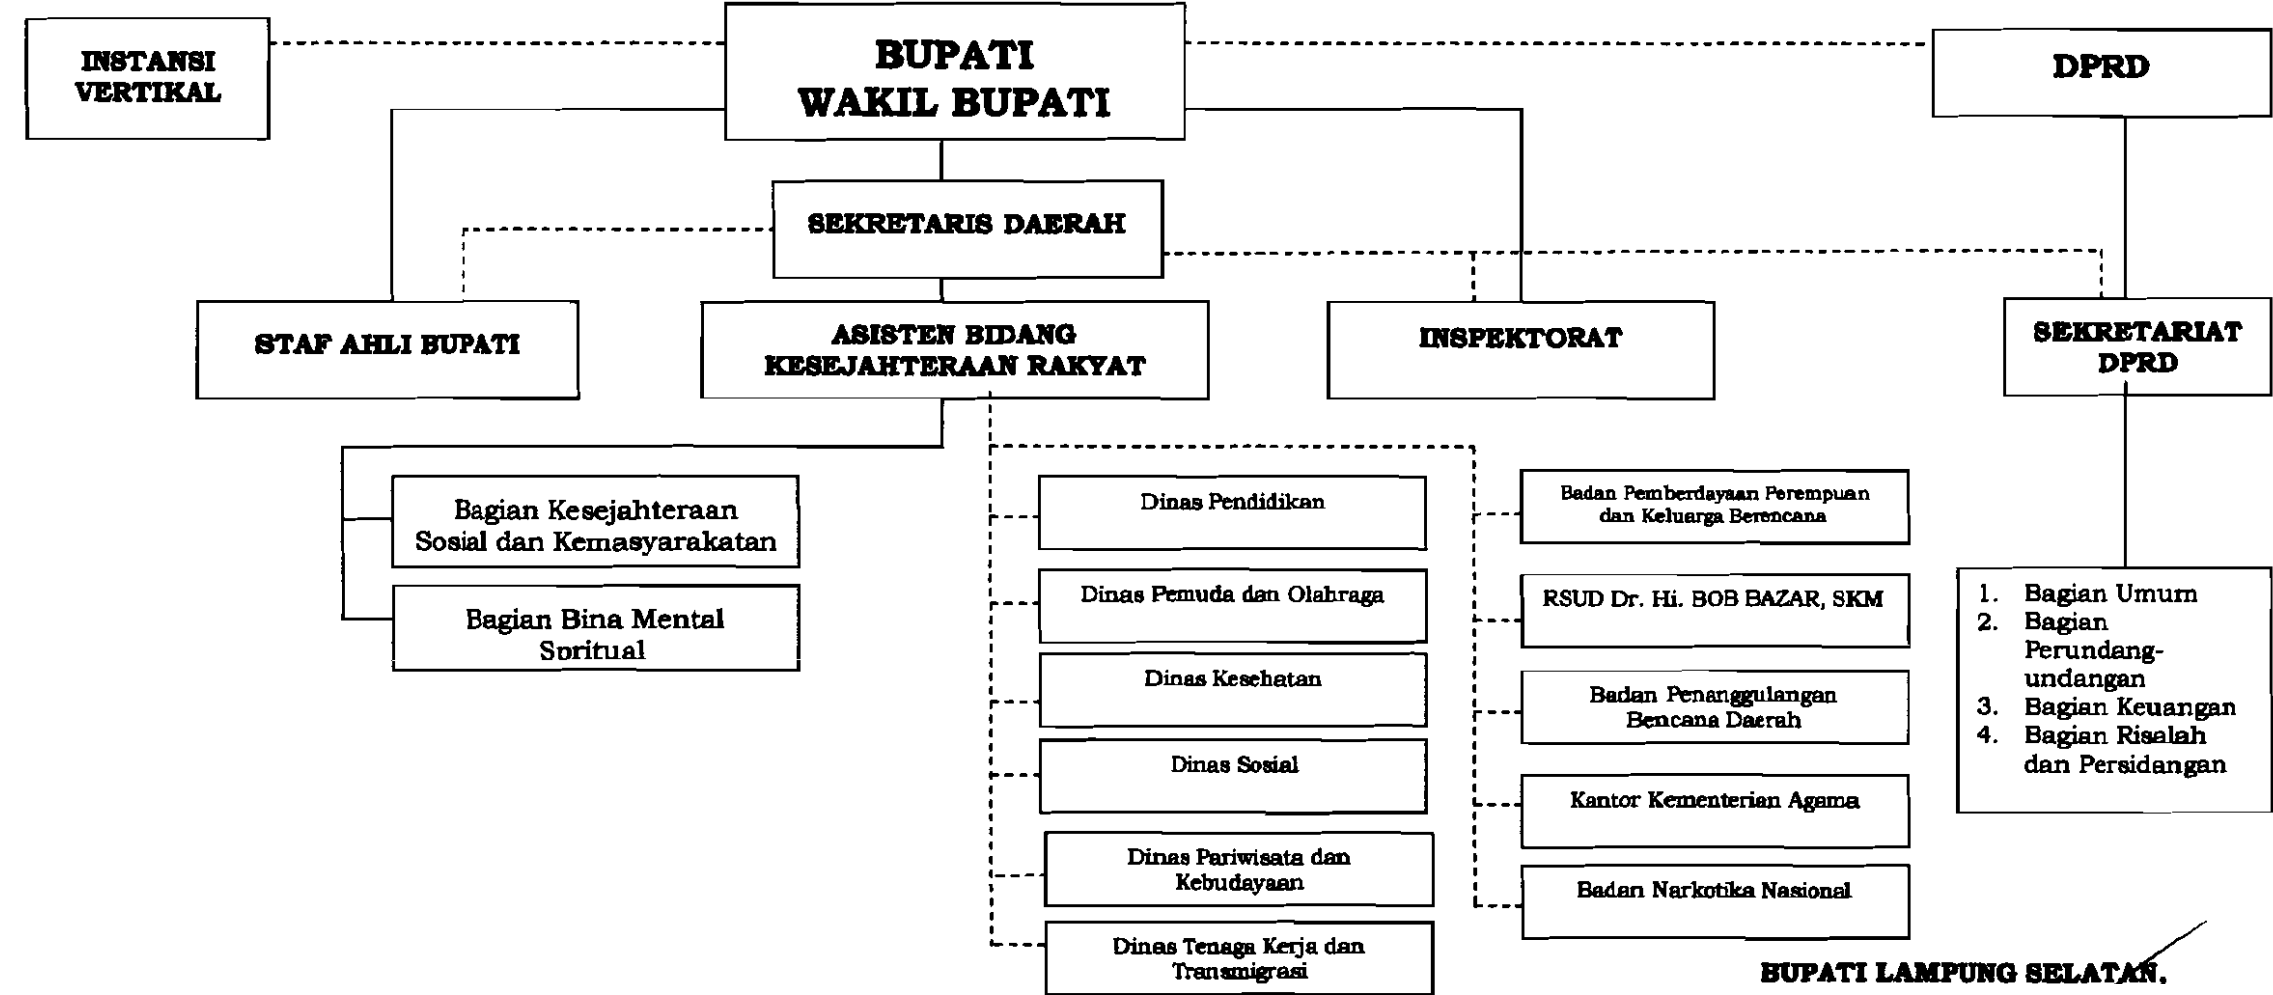 INSTANSI
VERTIKAL
BUPATI
WAKIL BUPATI
DPRD
SEKRETARIS DAERAH
STAF AHLI BUPATI
ASISTEN BIDANG
KESEJAHTERAAN RAKYAT
INSPEKTORAT
SEKRETARIAT
DPRD
Bagian Kesejahteraan
Sosial dan Kemasyarakatan
Bagian Bina Mental
Spritual
Dinas Pendidikan
Dinas Pemuda dan Olahraga
Dinas Kesehatan
Dinas Sosial
Dinas Pariwisata dan
Kebudayaan
Dinas Tenaga Kerja dan
Transmigrasi
Badan Pemberdayaan Perempuan
dan Keluarga Berencana
RSUD Dr. Hi. BOB BAZAR, SKM
Badan Penanggulangan
Bencana Daerah
Kantor Kementerian Agama
Badan Narkotika Nasional
1. Bagian Umum
2. Bagian
Perundang-
undangan
3. Bagian Keuangan
4. Bagian Risalah
dan Persidangan
BUPATI LAMPUNG SELATAN,